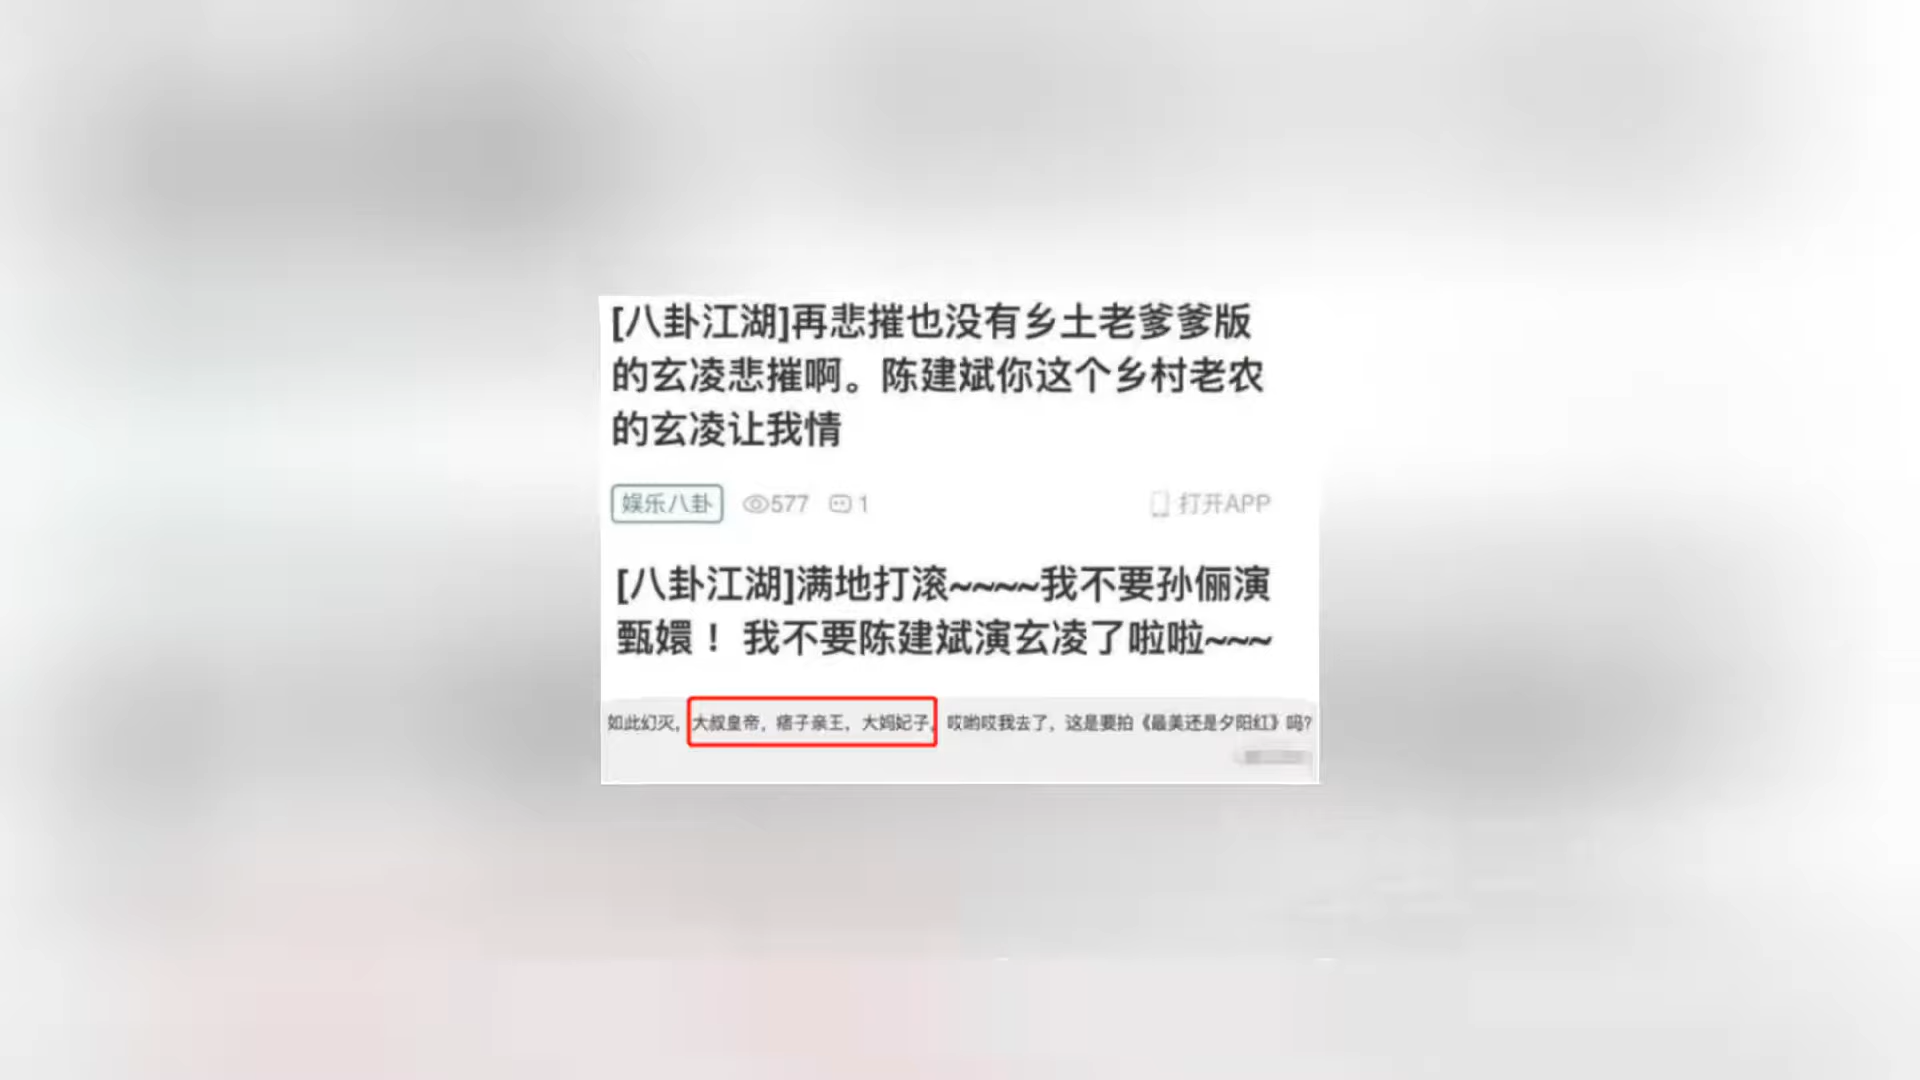 [八卦江湖]再悲摧也没有乡土老爹爹版
的玄凌悲摧啊。陈建斌你这个乡村老农
的玄凌让我情
娱乐八卦 577 1 打开APP
[八卦江湖]满地打滚~~~~我不要孙俪演
甄嬛！我不要陈建斌演玄凌了啦啦~~~
如此幻灭，大叔皇帝，痞子亲王，大妈妃子，哎哟哎我去了，这是要拍《最美还是夕阳红》吗?